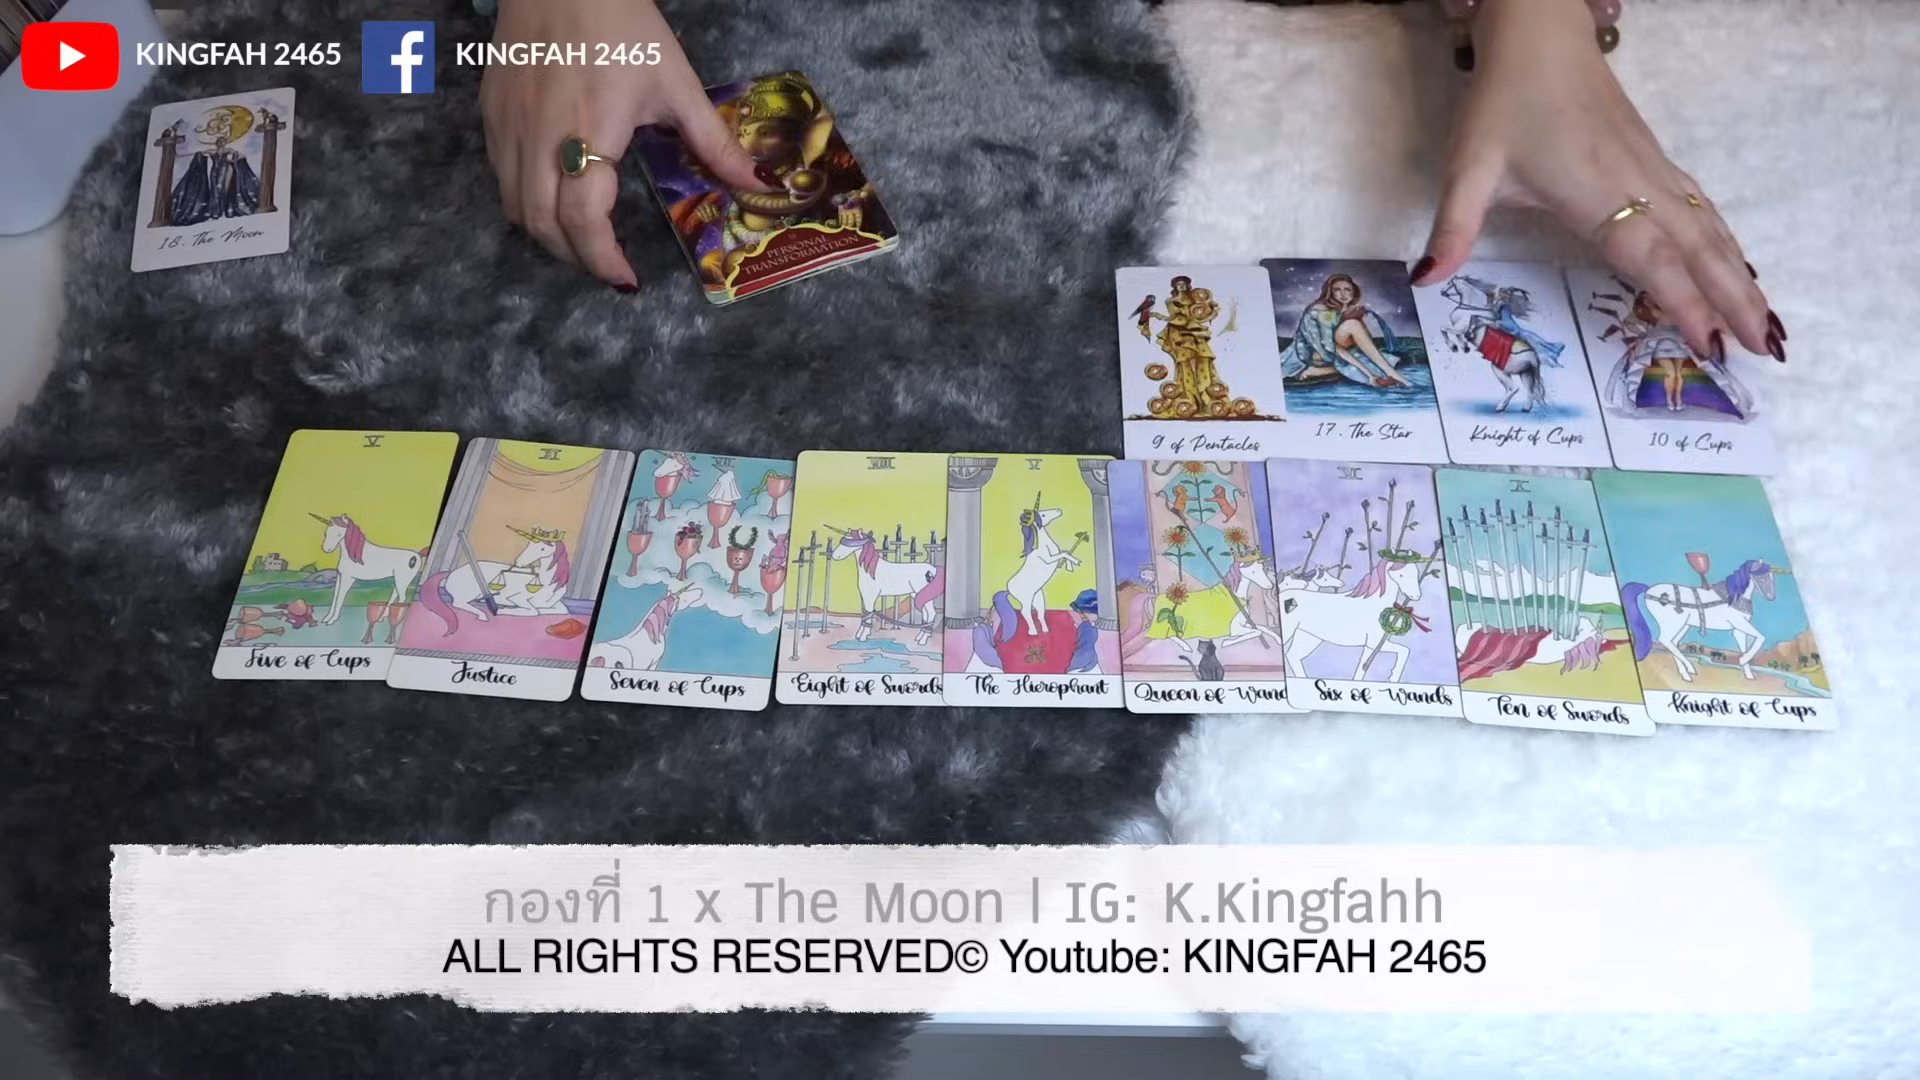 KINGFAH 2465
f KINGFAH 2465
18. The Moon
PERSONAL
TRANSFORMATION
9 of Pentacles
17. The Star
Knight of Cups
10 of Cups
V
XI
VII
VIII
V
VI
X
Five of Cups
Justice
Seven of Cups
Eight of Swords
The Hierophant
Queen of Wand
Six of Wands
Ten of Swords
Knight of Cups
กองที่ 1 x The Moon | IG: K.Kingfahh
ALL RIGHTS RESERVED© Youtube: KINGFAH 2465